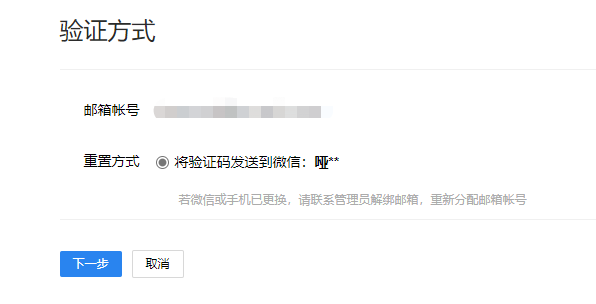 验证方式
邮箱帐号
重置方式 将验证码发送到微信：哑**
若微信或手机已更换，请联系管理员解绑邮箱，重新分配邮箱帐号
下一步 取消